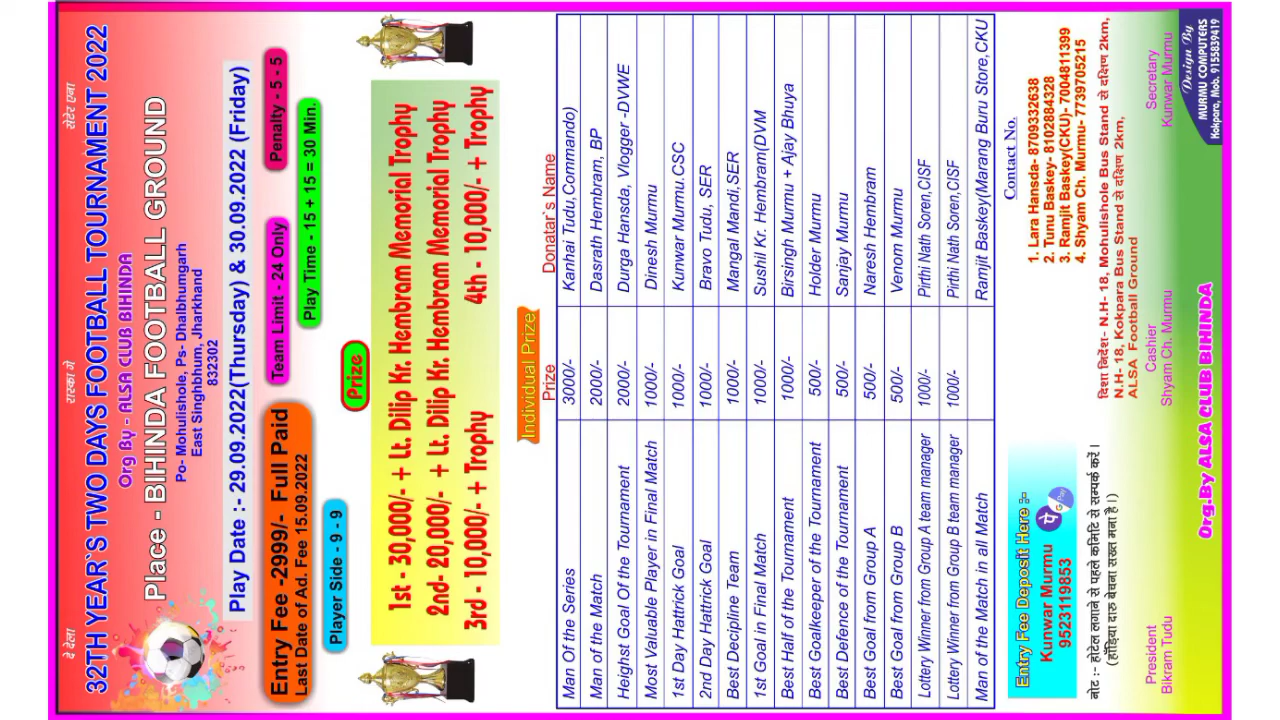 दे देला रास्का गे सेटेर एना
32TH YEAR`S TWO DAYS FOOTBALL TOURNAMENT 2022
Org By - ALSA CLUB BIHINDA
Place - BIHINDA FOOTBALL GROUND
Po- Mohulishole, Ps- Dhalbhumgarh
East Singhbhum, Jharkhand
832302
Play Date :- 29.09.2022(Thursday) & 30.09.2022 (Friday)
Entry Fee -2999/- Full Paid
Last Date of Ad. Fee 15.09.2022
Team Limit - 24 Only
Penalty - 5 - 5
Player Side - 9 - 9
Play Time - 15 + 15 = 30 Min.
Prize
1st - 30,000/- + Lt. Dilip Kr. Hembram Memorial Trophy
2nd- 20,000/- + Lt. Dilip Kr. Hembram Memorial Trophy
3rd - 10,000/- + Trophy 4th - 10,000/- + Trophy
Individual Prize
Prize Donatar`s Name
Man Of the Series 3000/- Kanhai Tudu,Commando)
Man of the Match 2000/- Dasrath Hembram, BP
Heighst Goal Of the Tournament 2000/- Durga Hansda, Vlogger -DVWE
Most Valuable Player in Final Match 1000/- Dinesh Murmu
1st Day Hattrick Goal 1000/- Kunwar Murmu.CSC
2nd Day Hattrick Goal 1000/- Bravo Tudu, SER
Best Decipline Team 1000/- Mangal Mandi,SER
1st Goal in Final Match 1000/- Sushil Kr. Hembram(DVM
Best Half of the Tournament 1000/- Birsingh Murmu + Ajay Bhuya
Best Goalkeeper of the Tournament 500/- Holder Murmu
Best Defence of the Tournament 500/- Sanjay Murmu
Best Goal from Group A 500/- Naresh Hembram
Best Goal from Group B 500/- Venom Murmu
Lottery Winner from Group A team manager 1000/- Pirthi Nath Soren,CISF
Lottery Winner from Group B team manager 1000/- Pirthi Nath Soren,CISF
Man of the Match in all Match Ramjit Baskey(Marang Buru Store,CKU
Entry Fee Deposit Here :-
Kunwar Murmu
9523119853
पे
G Pay
Contact No.
1. Lara Hansda- 8709332638
2. Tunu Baskey- 8102884328
3. Ramjit Baskey(CKU)- 7004811399
4. Shyam Ch. Murmu- 7739705215
नोट :- होटेल लगाने से पहले कमिटि से सम्पर्क करें।
(हाँड़िया दारु बेचना सख्त मना है।)
दिशा निर्देश- N.H- 18, Mohulishole Bus Stand से दक्षिण 2km,
N.H- 18, Kokpara Bus Stand से दक्षिण 2km,
ALSA Football Ground
President
Bikram Tudu
Cashier
Shyam Ch. Murmu
Secretary
Kunwar Murmu
Org.By ALSA CLUB BIHINDA
Design By
MURMU COMPUTERS
Kokpara, Mob. 9155839419